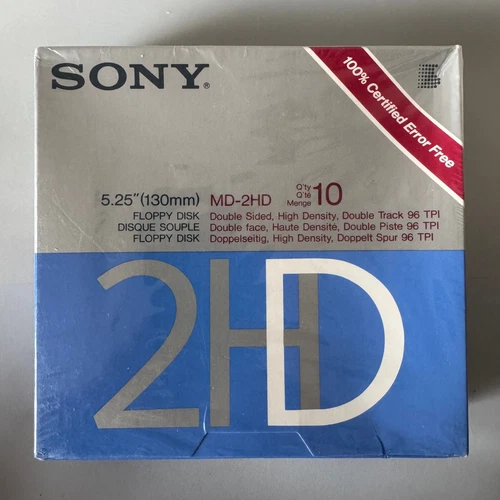 SONY®
100% Certified Error Free
5.25"(130mm) MD-2HD Q'ty Q'té Menge 10
FLOPPY DISK Double Sided, High Density, Double Track 96 TPI
DISQUE SOUPLE Double face, Haute Densité, Double Piste 96 TPI
FLOPPY DISK Doppelseitig, High Density, Doppelt Spur 96 TPI
2HD